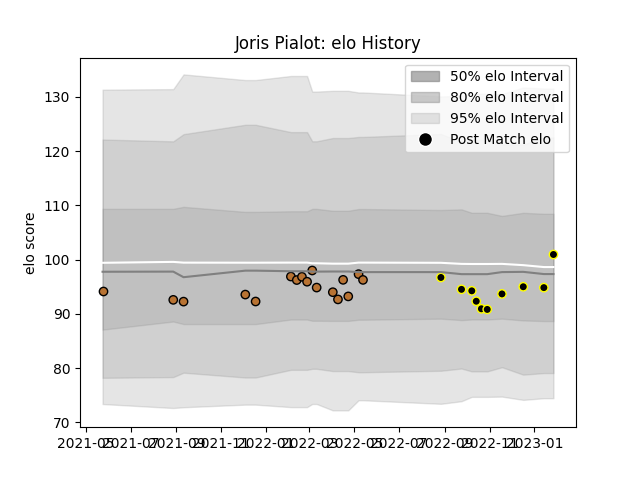 Joris Pialot: elo History
50% elo Interval
80% elo Interval
95% elo Interval
Post Match elo
elo score
130
120
110
100
90
80
70
2021-05 2021-07 2021-09 2021-11 2022-01 2022-03 2022-05 2022-07 2022-09 2022-11 2023-01